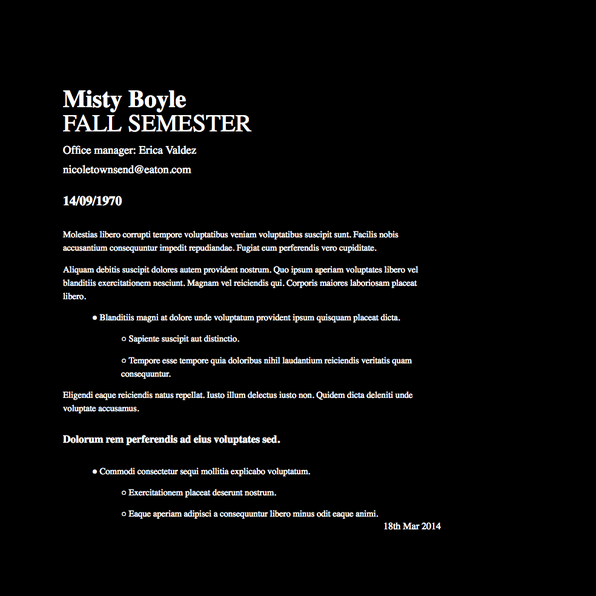 Misty Boyle
FALL SEMESTER
Office manager: Erica Valdez
nicoletownsend@eaton.com
14/09/1970
Molestias libero corrupti tempore voluptatibus veniam voluptatibus suscipit sunt. Facilis nobis
accusantium consequuntur impedit repudiandae. Fugiat eum perferendis vero cupiditate.
Aliquam debitis suscipit dolores autem provident nostrum. Quo ipsum aperiam voluptates libero vel
blanditiis exercitationem nesciunt. Magnam vel reiciendis qui. Corporis maiores laboriosam placeat
libero.
● Blanditiis magni at dolore unde voluptatum provident ipsum quisquam placeat dicta.
○ Sapiente suscipit aut distinctio.
○ Tempore esse tempore quia doloribus nihil laudantium reiciendis veritatis quam
consequuntur.
Eligendi eaque reiciendis natus repellat. Iusto illum delectus iusto non. Quidem dicta deleniti unde
voluptate accusamus.
Dolorum rem perferendis ad eius voluptates sed.
● Commodi consectetur sequi mollitia explicabo voluptatum.
○ Exercitationem placeat deserunt nostrum.
○ Eaque aperiam adipisci a consequuntur libero minus odit eaque animi.
18th Mar 2014